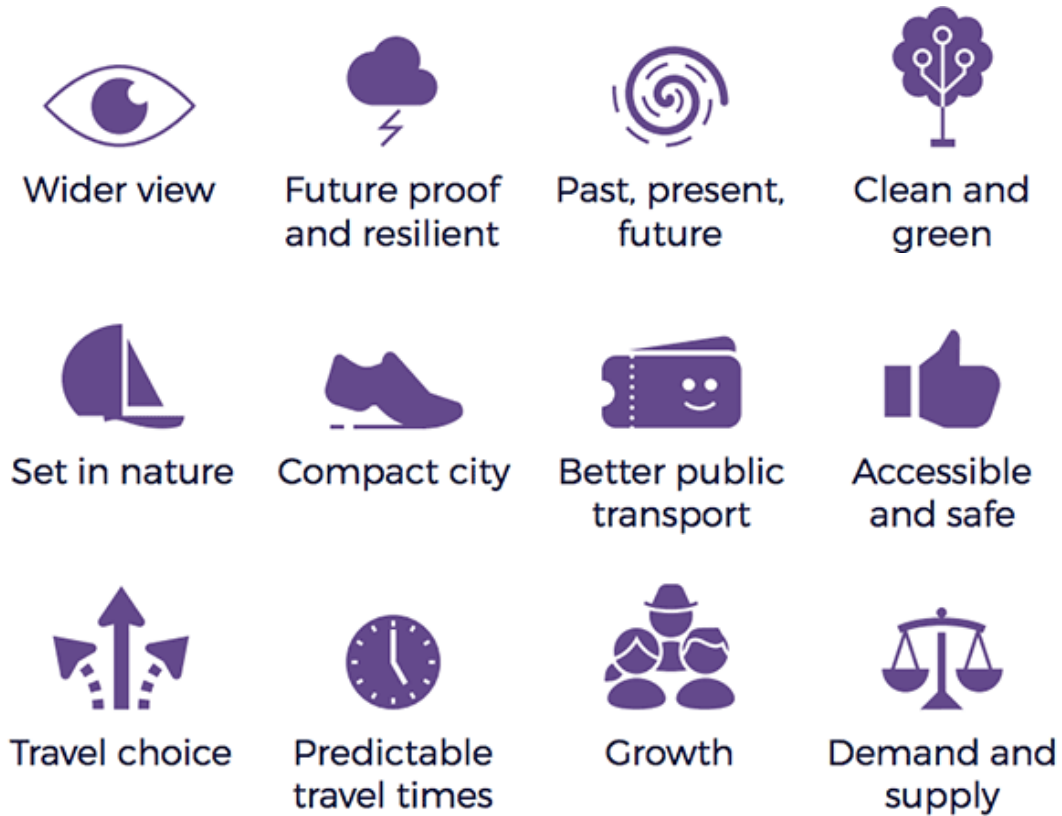 Wider view
Future proof
and resilient
Past, present,
future
Clean and
green
Set in nature
Compact city
Better public
transport
Accessible
and safe
Travel choice
Predictable
travel times
Growth
Demand and
supply